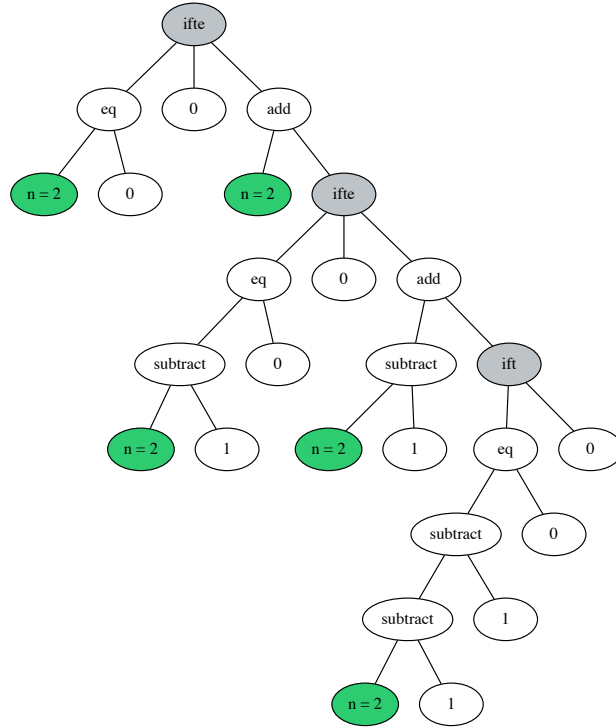 ifte
eq 0 add
n = 2 0 n = 2 ifte
eq 0 add
subtract 0 subtract ift
n = 2 1 n = 2 1 eq 0
subtract 0
subtract 1
n = 2 1